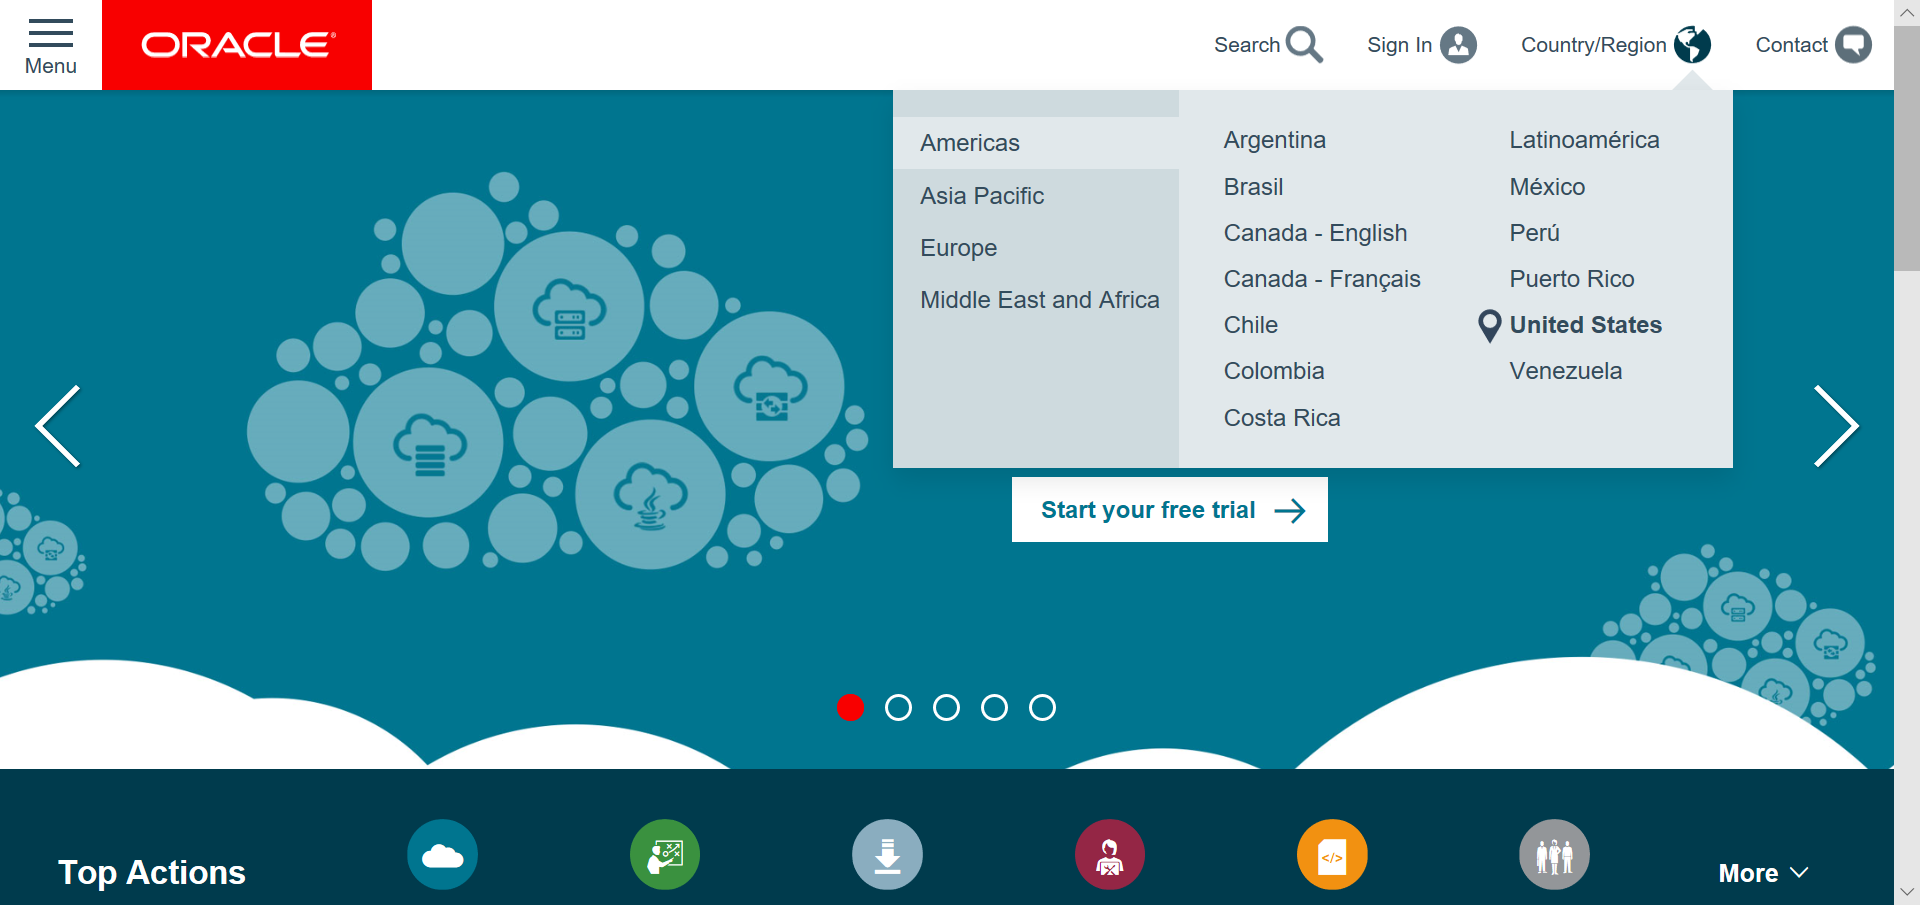 Menu
ORACLE®
Search
Sign In
Country/Region
Contact
Americas
Asia Pacific
Europe
Middle East and Africa
Argentina
Brasil
Canada - English
Canada - Français
Chile
Colombia
Costa Rica
Latinoamérica
México
Perú
Puerto Rico
United States
Venezuela
Start your free trial
Top Actions
</>
More